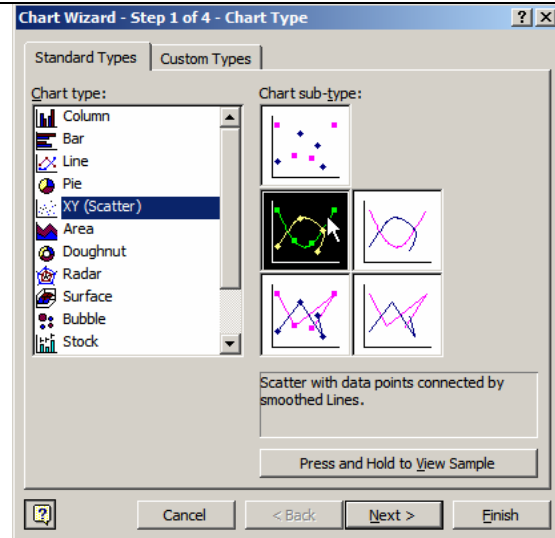 Chart Wizard - Step 1 of 4 - Chart Type
Standard Types
Custom Types
Chart type:
Chart sub-type:
Column
Bar
Line
Pie
XY (Scatter)
Area
Doughnut
Radar
Surface
Bubble
Stock
Scatter with data points connected by
smoothed Lines.
Press and Hold to View Sample
Cancel
< Back
Next >
Finish